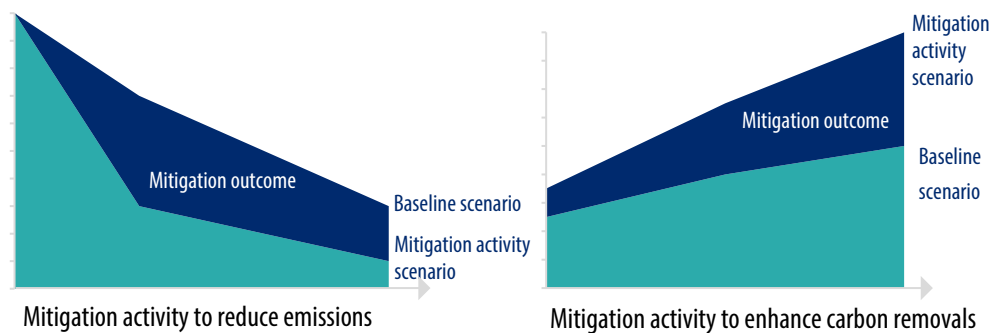 Mitigation outcome
Baseline scenario
Mitigation activity
scenario
Mitigation activity to reduce emissions
Mitigation
activity
scenario
Mitigation outcome
Baseline
scenario
Mitigation activity to enhance carbon removals